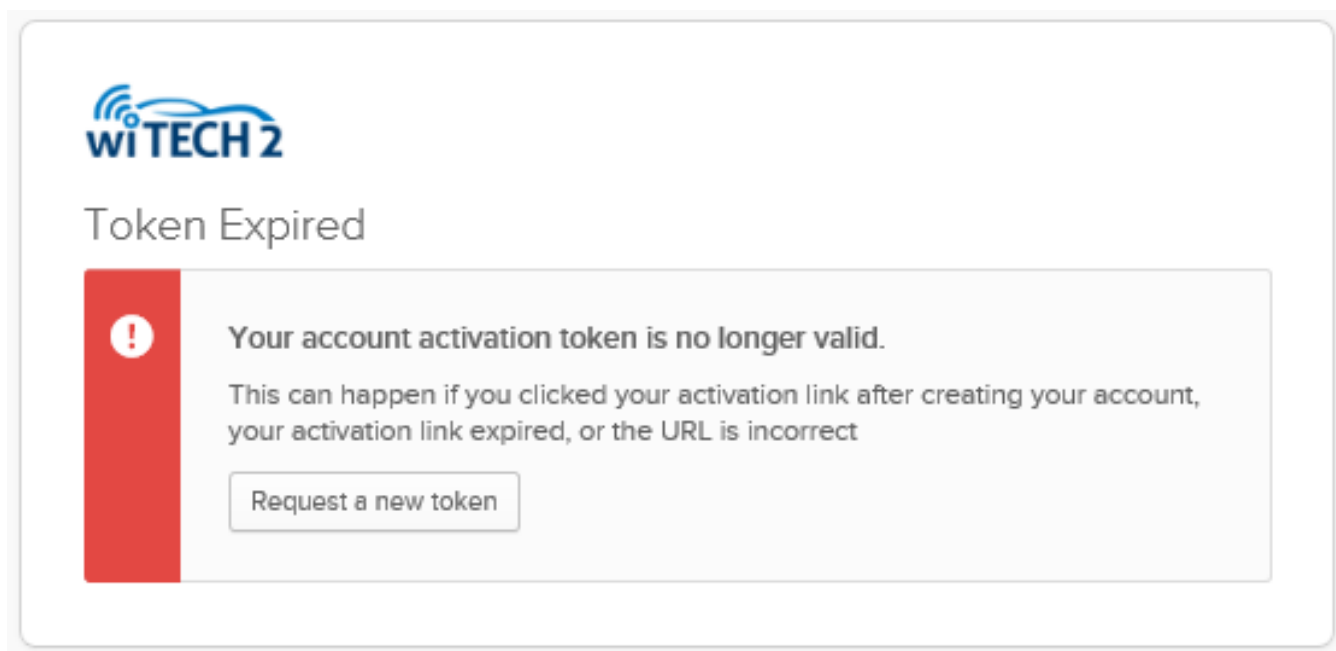 wiTECH 2
Token Expired
!
Your account activation token is no longer valid.
This can happen if you clicked your activation link after creating your account,
your activation link expired, or the URL is incorrect
Request a new token